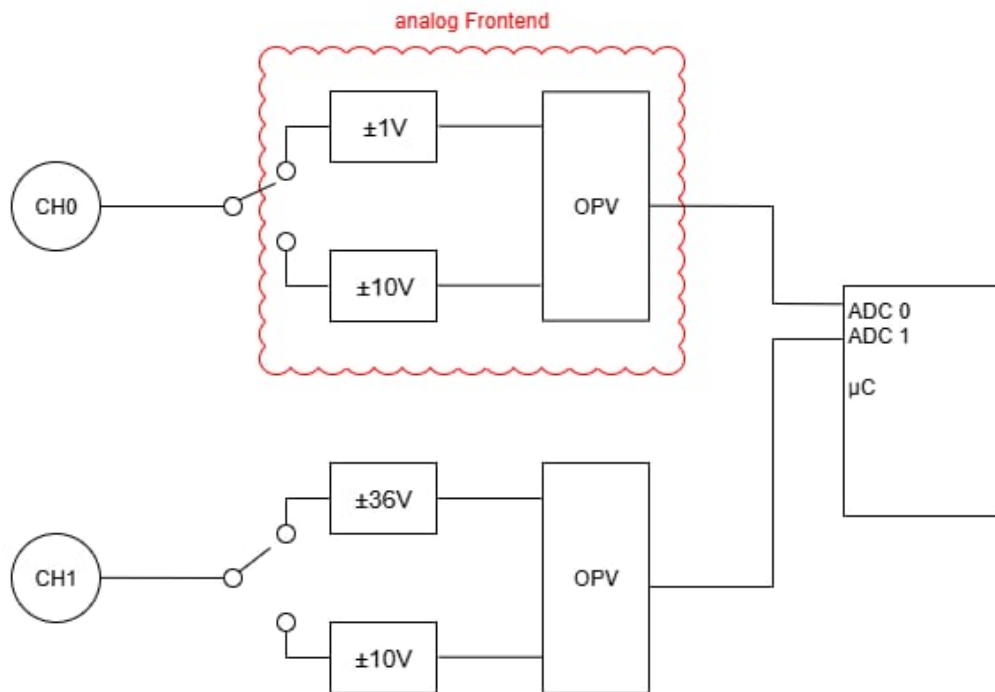 analog Frontend
±1V
CH0
OPV
±10V
ADC 0
ADC 1
µC
±36V
CH1
OPV
±10V